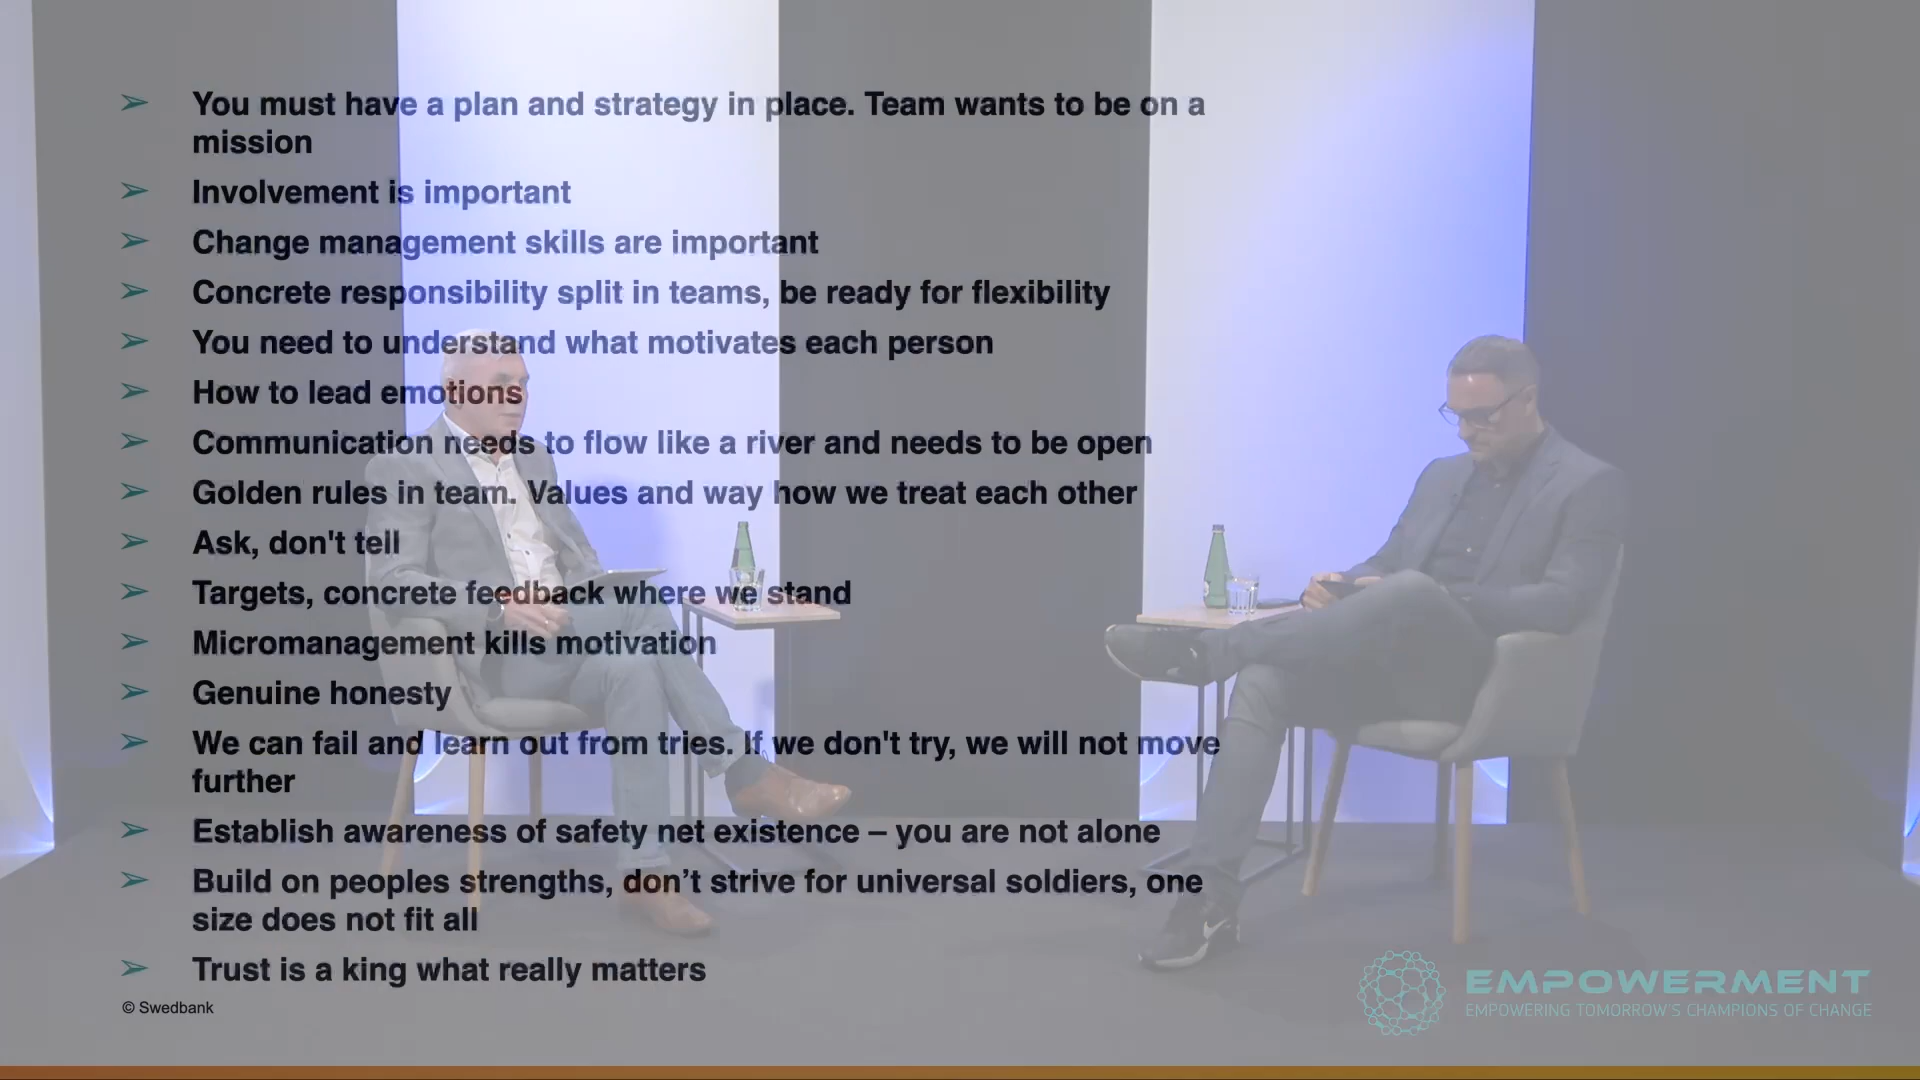 ➢ You must have a plan and strategy in place. Team wants to be on a
mission
➢ Involvement is important
➢ Change management skills are important
➢ Concrete responsibility split in teams, be ready for flexibility
➢ You need to understand what motivates each person
➢ How to lead emotions
➢ Communication needs to flow like a river and needs to be open
➢ Golden rules in team. Values and way how we treat each other
➢ Ask, don't tell
➢ Targets, concrete feedback where we stand
➢ Micromanagement kills motivation
➢ Genuine honesty
➢ We can fail and learn out from tries. If we don't try, we will not move
further
➢ Establish awareness of safety net existence – you are not alone
➢ Build on peoples strengths, don’t strive for universal soldiers, one
size does not fit all
➢ Trust is a king what really matters
© Swedbank
EMPOWERMENT
EMPOWERING TOMORROW'S CHAMPIONS OF CHANGE